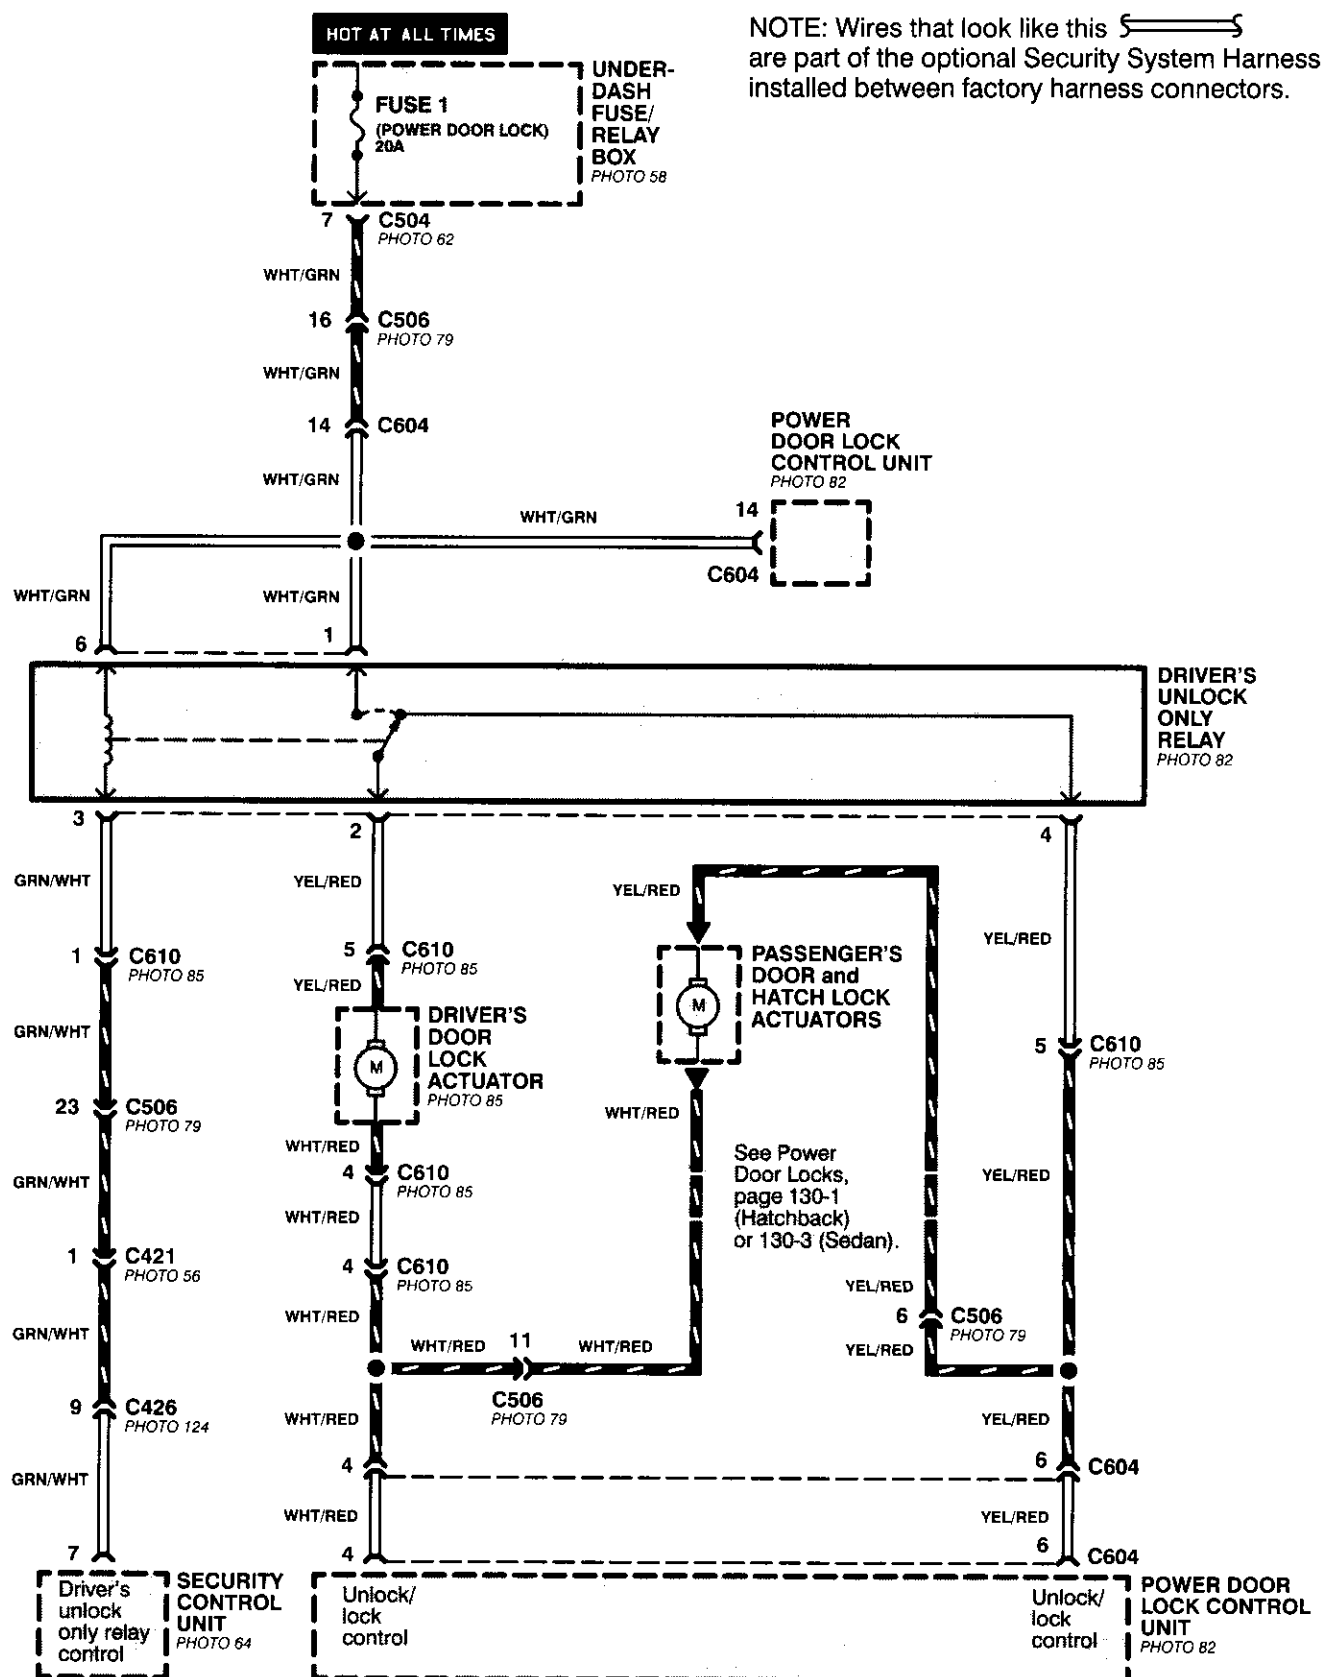 HOT AT ALL TIMES
NOTE: Wires that look like this
are part of the optional Security System Harness
installed between factory harness connectors.
FUSE 1
(POWER DOOR LOCK)
20A
UNDER-
DASH
FUSE/
RELAY
BOX
PHOTO 58
7
C504
PHOTO 62
WHT/GRN
16
C506
PHOTO 79
WHT/GRN
14
C604
WHT/GRN
POWER
DOOR LOCK
CONTROL UNIT
PHOTO 82
WHT/GRN
14
C604
WHT/GRN
WHT/GRN
6
1
DRIVER'S
UNLOCK
ONLY
RELAY
PHOTO 82
3
2
4
GRN/WHT
YEL/RED
YEL/RED
YEL/RED
1
C610
PHOTO 85
5
C610
PHOTO 85
YEL/RED
PASSENGER'S
DOOR and
HATCH LOCK
ACTUATORS
M
DRIVER'S
DOOR
LOCK
ACTUATOR
PHOTO 85
M
5
C610
PHOTO 85
GRN/WHT
23
C506
PHOTO 79
WHT/RED
WHT/RED
4
C610
PHOTO 85
See Power
Door Locks,
page 130-1
(Hatchback)
or 130-3 (Sedan).
YEL/RED
GRN/WHT
WHT/RED
1
C421
PHOTO 56
4
C610
PHOTO 85
YEL/RED
6
C506
PHOTO 79
YEL/RED
GRN/WHT
WHT/RED
WHT/RED
11
WHT/RED
C506
PHOTO 79
9
C426
PHOTO 124
WHT/RED
YEL/RED
4
6
C604
GRN/WHT
WHT/RED
YEL/RED
7
4
6
C604
Driver's
unlock
only relay
control
SECURITY
CONTROL
UNIT
PHOTO 64
Unlock/
lock
control
Unlock/
lock
control
POWER DOOR
LOCK CONTROL
UNIT
PHOTO 82